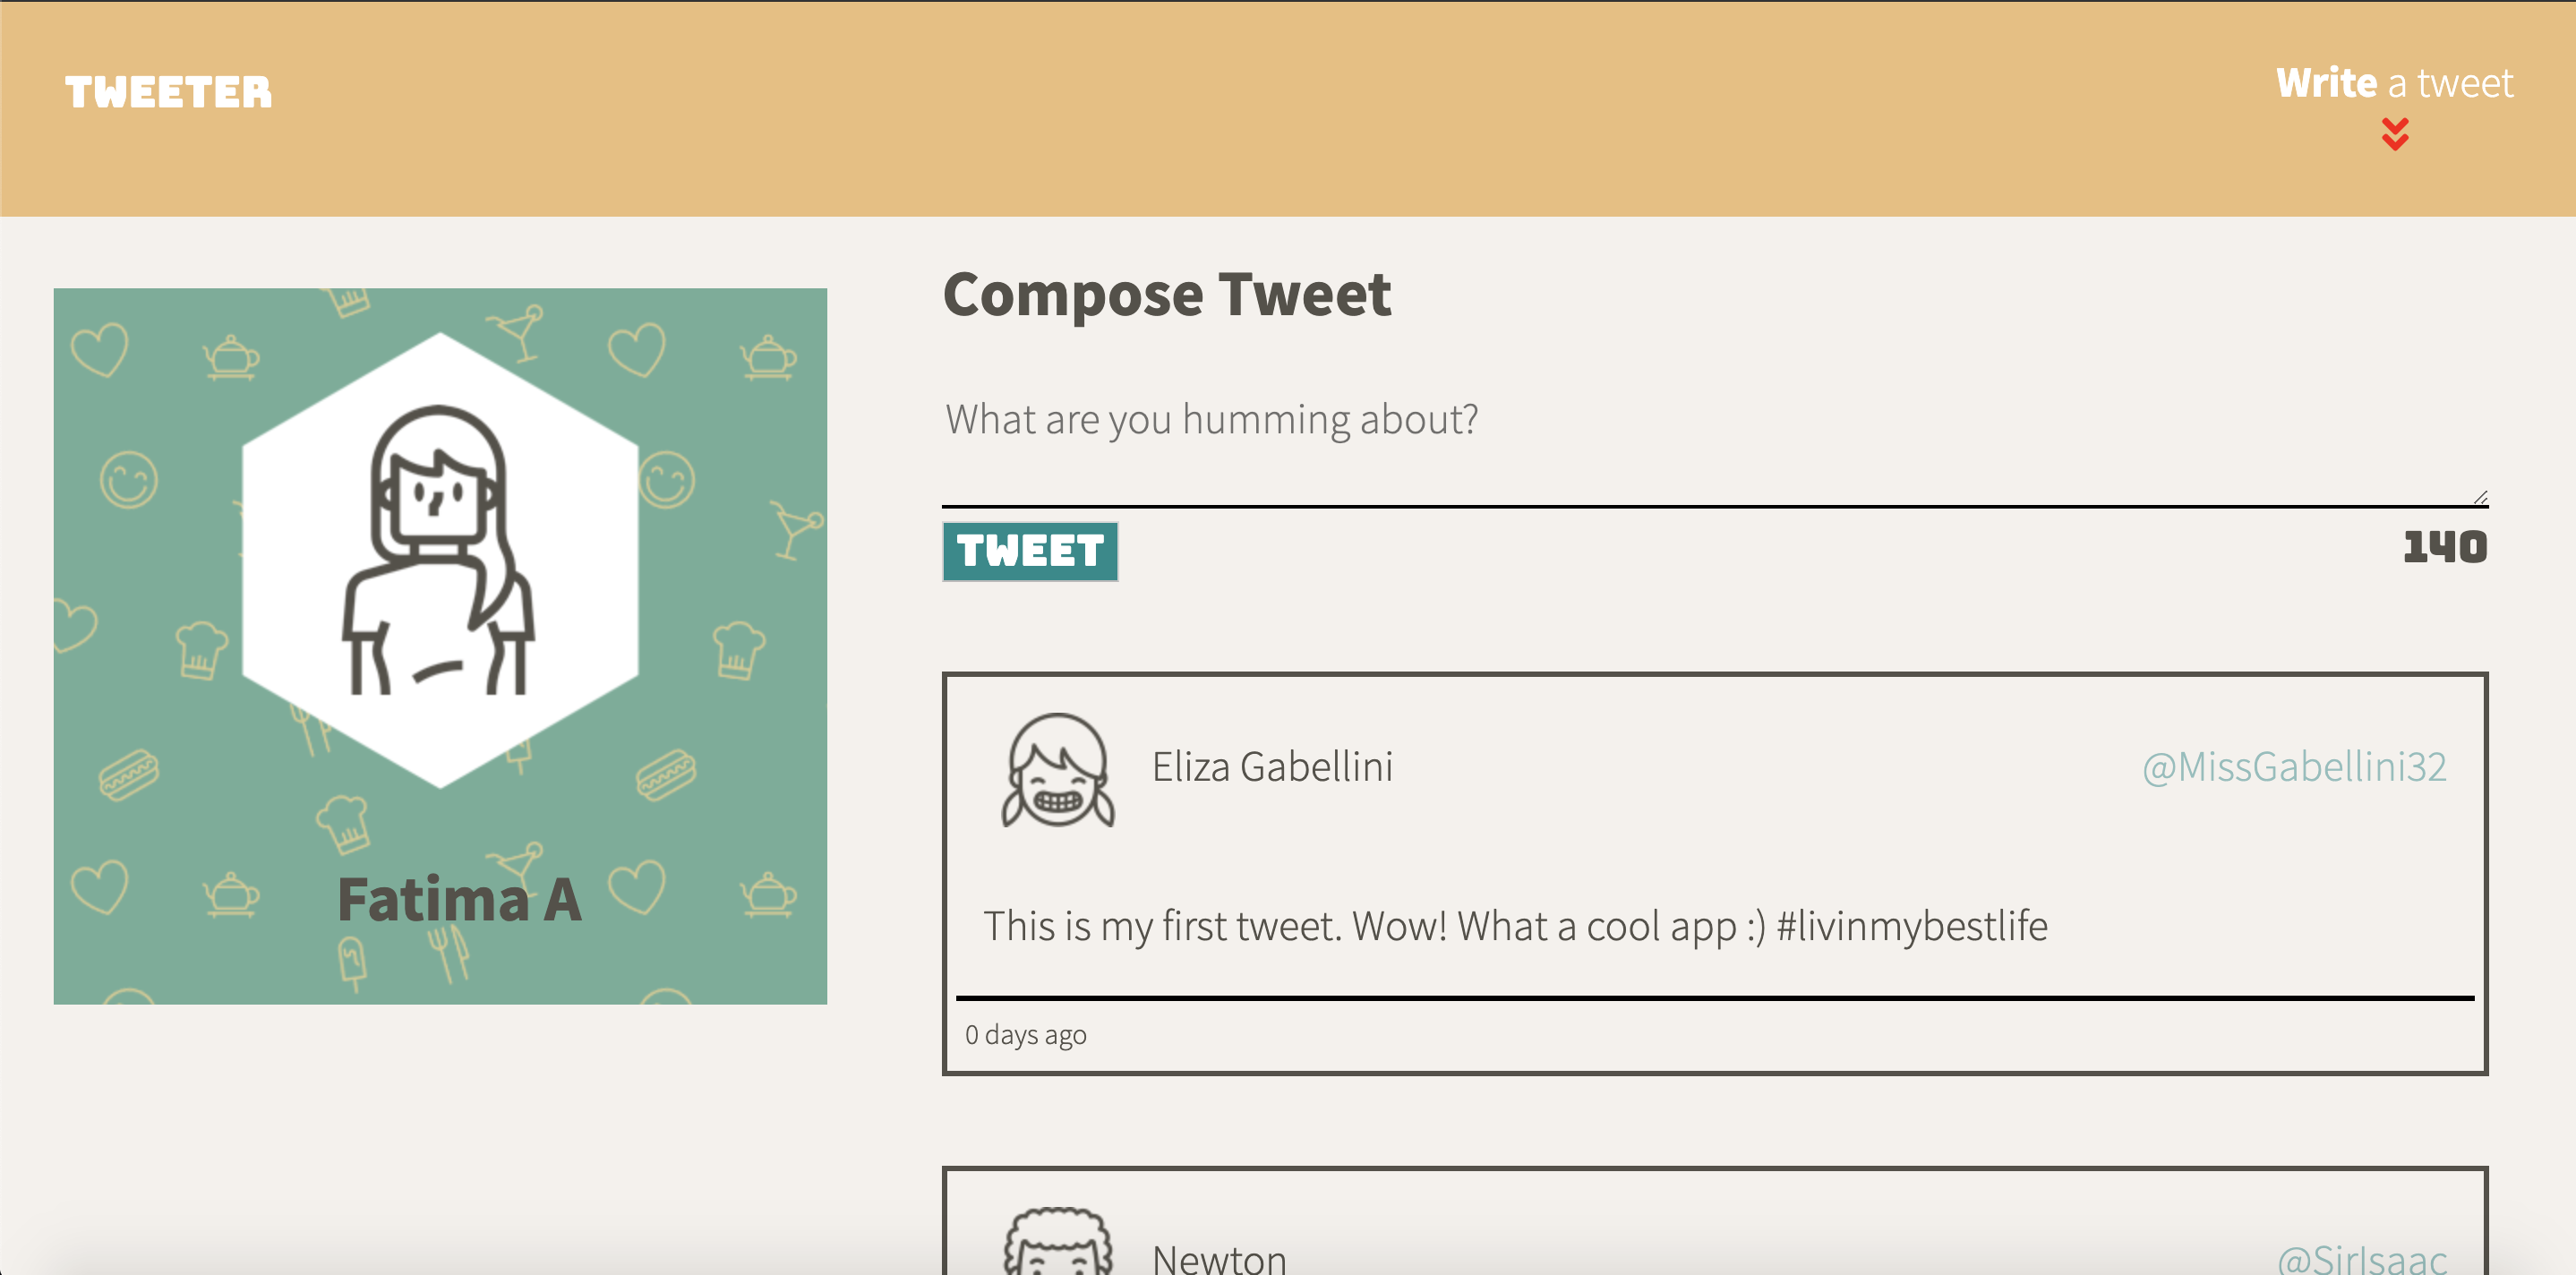 TWEETER
Write a tweet
Fatima A
Compose Tweet
What are you humming about?
TWEET
140
Eliza Gabellini
@MissGabellini32
This is my first tweet. Wow! What a cool app :) #livinmybestlife
0 days ago
Newton
@SirIsaac